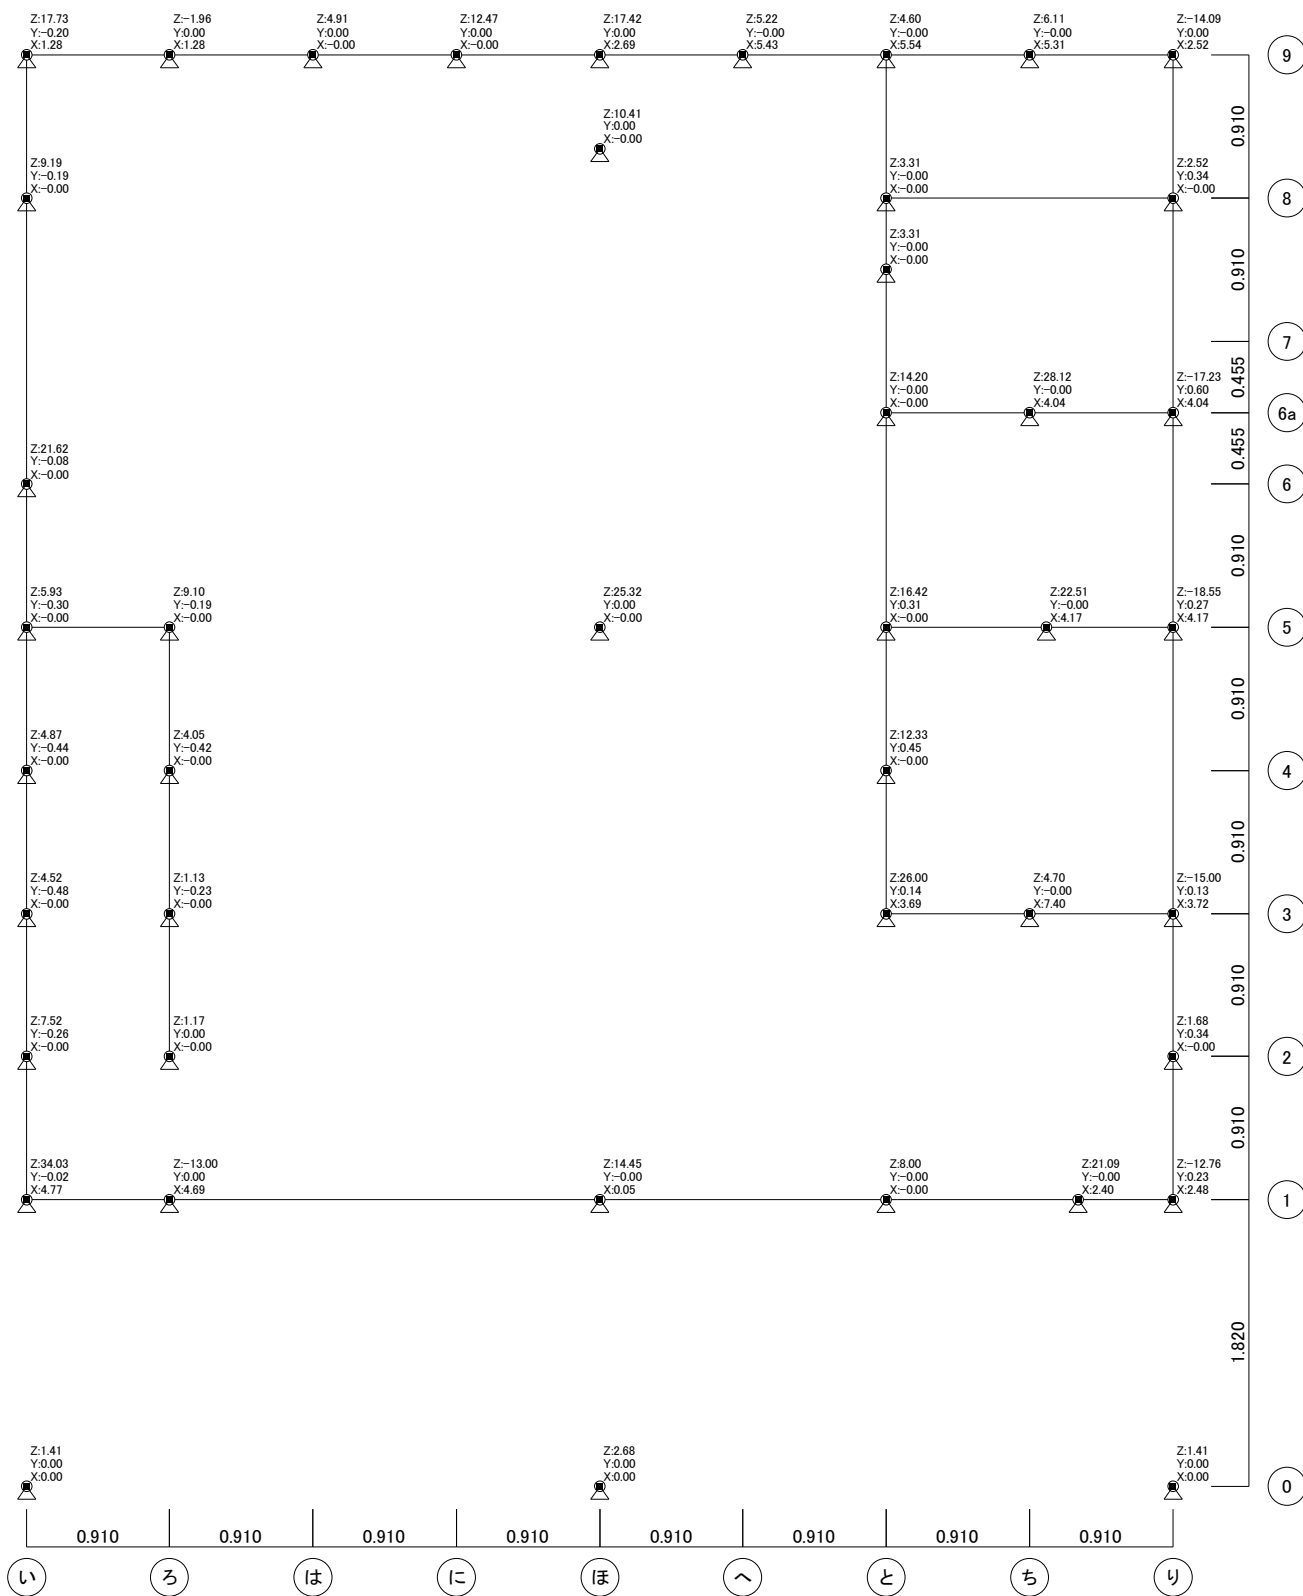 Z:17.73
Y:-0.20
X:1.28
Z:-1.96
Y:0.00
X:1.28
Z:4.91
Y:0.00
X:-0.00
Z:12.47
Y:0.00
X:-0.00
Z:17.42
Y:0.00
X:2.69
Z:5.22
Y:-0.00
X:5.43
Z:4.60
Y:-0.00
X:5.54
Z:6.11
Y:-0.00
X:5.31
Z:-14.09
Y:0.00
X:2.52
9
0.910
Z:10.41
Y:0.00
X:-0.00
Z:9.19
Y:-0.19
X:-0.00
Z:3.31
Y:-0.00
X:-0.00
Z:2.52
Y:0.34
X:-0.00
8
Z:3.31
Y:-0.00
X:-0.00
0.910
7
0.455
Z:14.20
Y:-0.00
X:-0.00
Z:28.12
Y:-0.00
X:4.04
Z:-17.23
Y:0.60
X:4.04
6a
0.455
Z:21.62
Y:-0.08
X:-0.00
6
0.910
Z:5.93
Y:-0.30
X:-0.00
Z:9.10
Y:-0.19
X:-0.00
Z:25.32
Y:0.00
X:-0.00
Z:16.42
Y:0.31
X:-0.00
Z:22.51
Y:-0.00
X:4.17
Z:-18.55
Y:0.27
X:4.17
5
0.910
Z:4.87
Y:-0.44
X:-0.00
Z:4.05
Y:-0.42
X:-0.00
Z:12.33
Y:0.45
X:-0.00
4
0.910
Z:4.52
Y:-0.48
X:-0.00
Z:1.13
Y:-0.23
X:-0.00
Z:26.00
Y:0.14
X:3.69
Z:4.70
Y:-0.00
X:7.40
Z:-15.00
Y:0.13
X:3.72
3
0.910
Z:7.52
Y:-0.26
X:-0.00
Z:1.17
Y:0.00
X:-0.00
Z:1.68
Y:0.34
X:-0.00
2
0.910
Z:34.03
Y:-0.02
X:4.77
Z:-13.00
Y:0.00
X:4.69
Z:14.45
Y:-0.00
X:0.05
Z:8.00
Y:-0.00
X:-0.00
Z:21.09
Y:-0.00
X:2.40
Z:-12.76
Y:0.23
X:2.48
1
1.820
Z:1.41
Y:0.00
X:0.00
Z:2.68
Y:0.00
X:0.00
Z:1.41
Y:0.00
X:0.00
0
0.910
0.910
0.910
0.910
0.910
0.910
0.910
0.910
い
ろ
は
に
ほ
へ
と
ち
り